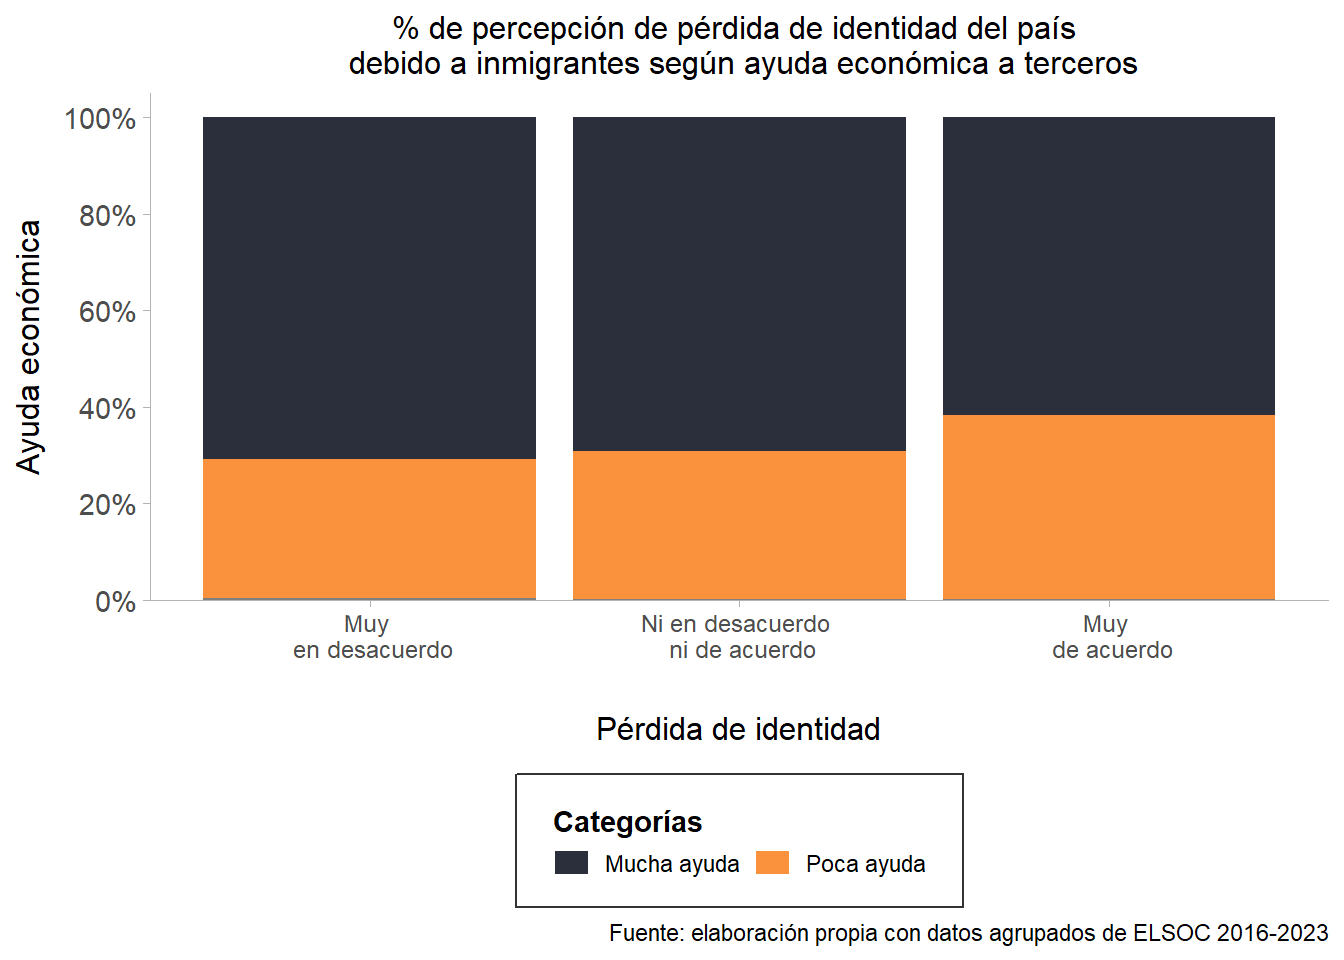 % de percepción de pérdida de identidad del país
debido a inmigrantes según ayuda económica a terceros
Ayuda económica
100%
80%
60%
40%
20%
0%
Muy
en desacuerdo
Ni en desacuerdo
ni de acuerdo
Muy
de acuerdo
Pérdida de identidad
Categorías
Mucha ayuda Poca ayuda
Fuente: elaboración propia con datos agrupados de ELSOC 2016-2023